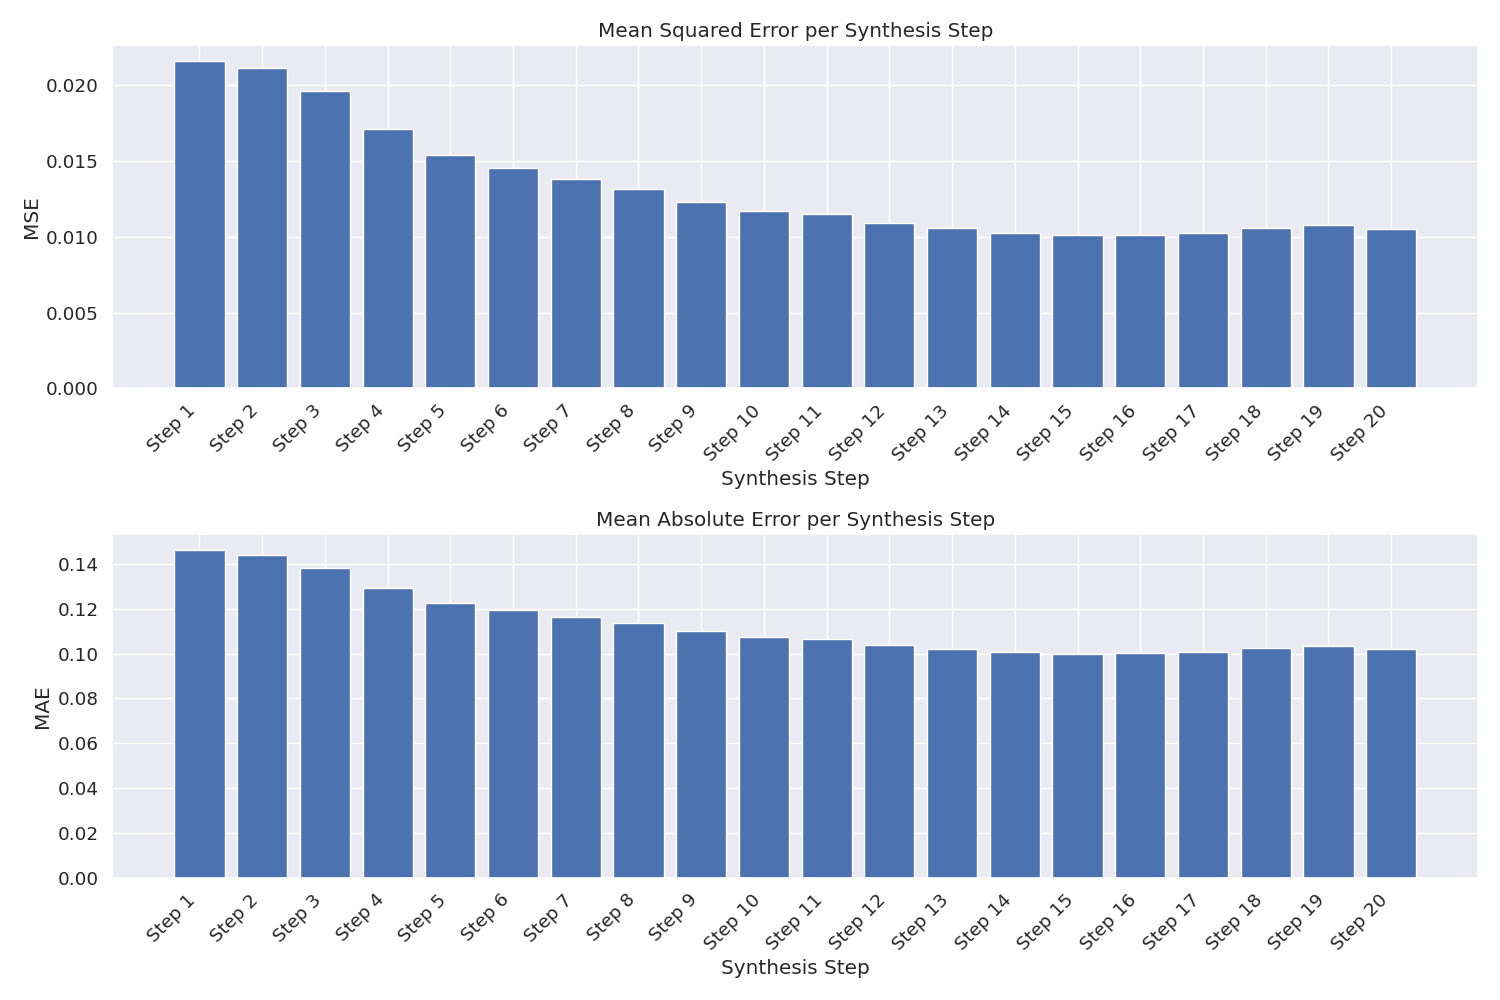 Mean Squared Error per Synthesis Step
MSE
0.020
0.015
0.010
0.005
0.000
Step 1
Step 2
Step 3
Step 4
Step 5
Step 6
Step 7
Step 8
Step 9
Step 10
Step 11
Step 12
Step 13
Step 14
Step 15
Step 16
Step 17
Step 18
Step 19
Step 20
Synthesis Step
Mean Absolute Error per Synthesis Step
MAE
0.14
0.12
0.10
0.08
0.06
0.04
0.02
0.00
Step 1
Step 2
Step 3
Step 4
Step 5
Step 6
Step 7
Step 8
Step 9
Step 10
Step 11
Step 12
Step 13
Step 14
Step 15
Step 16
Step 17
Step 18
Step 19
Step 20
Synthesis Step